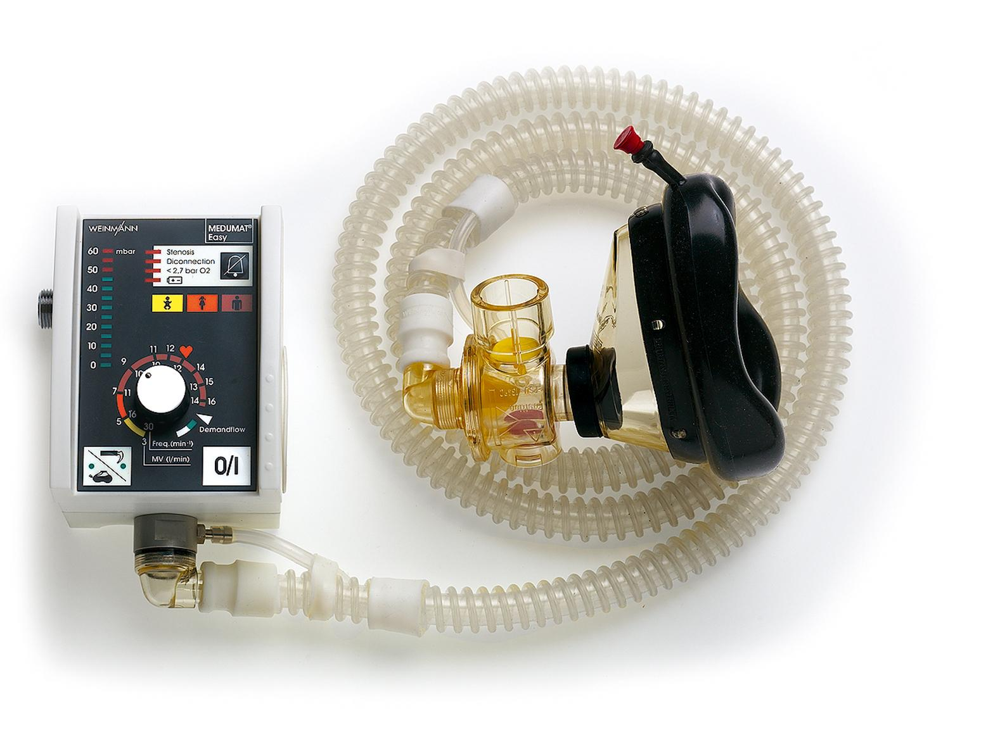 WEINMANN
MEDUMAT®
Easy
60 mbar
50
40
30
20
10
0
Stenosis
Diconnection
< 2,7 bar O2
11 12
9 14
10 12
7 11 13 15
14 16
5 16
3 30
Demandflow
Freq.(min⁻¹)
MV (l/min)
0/I